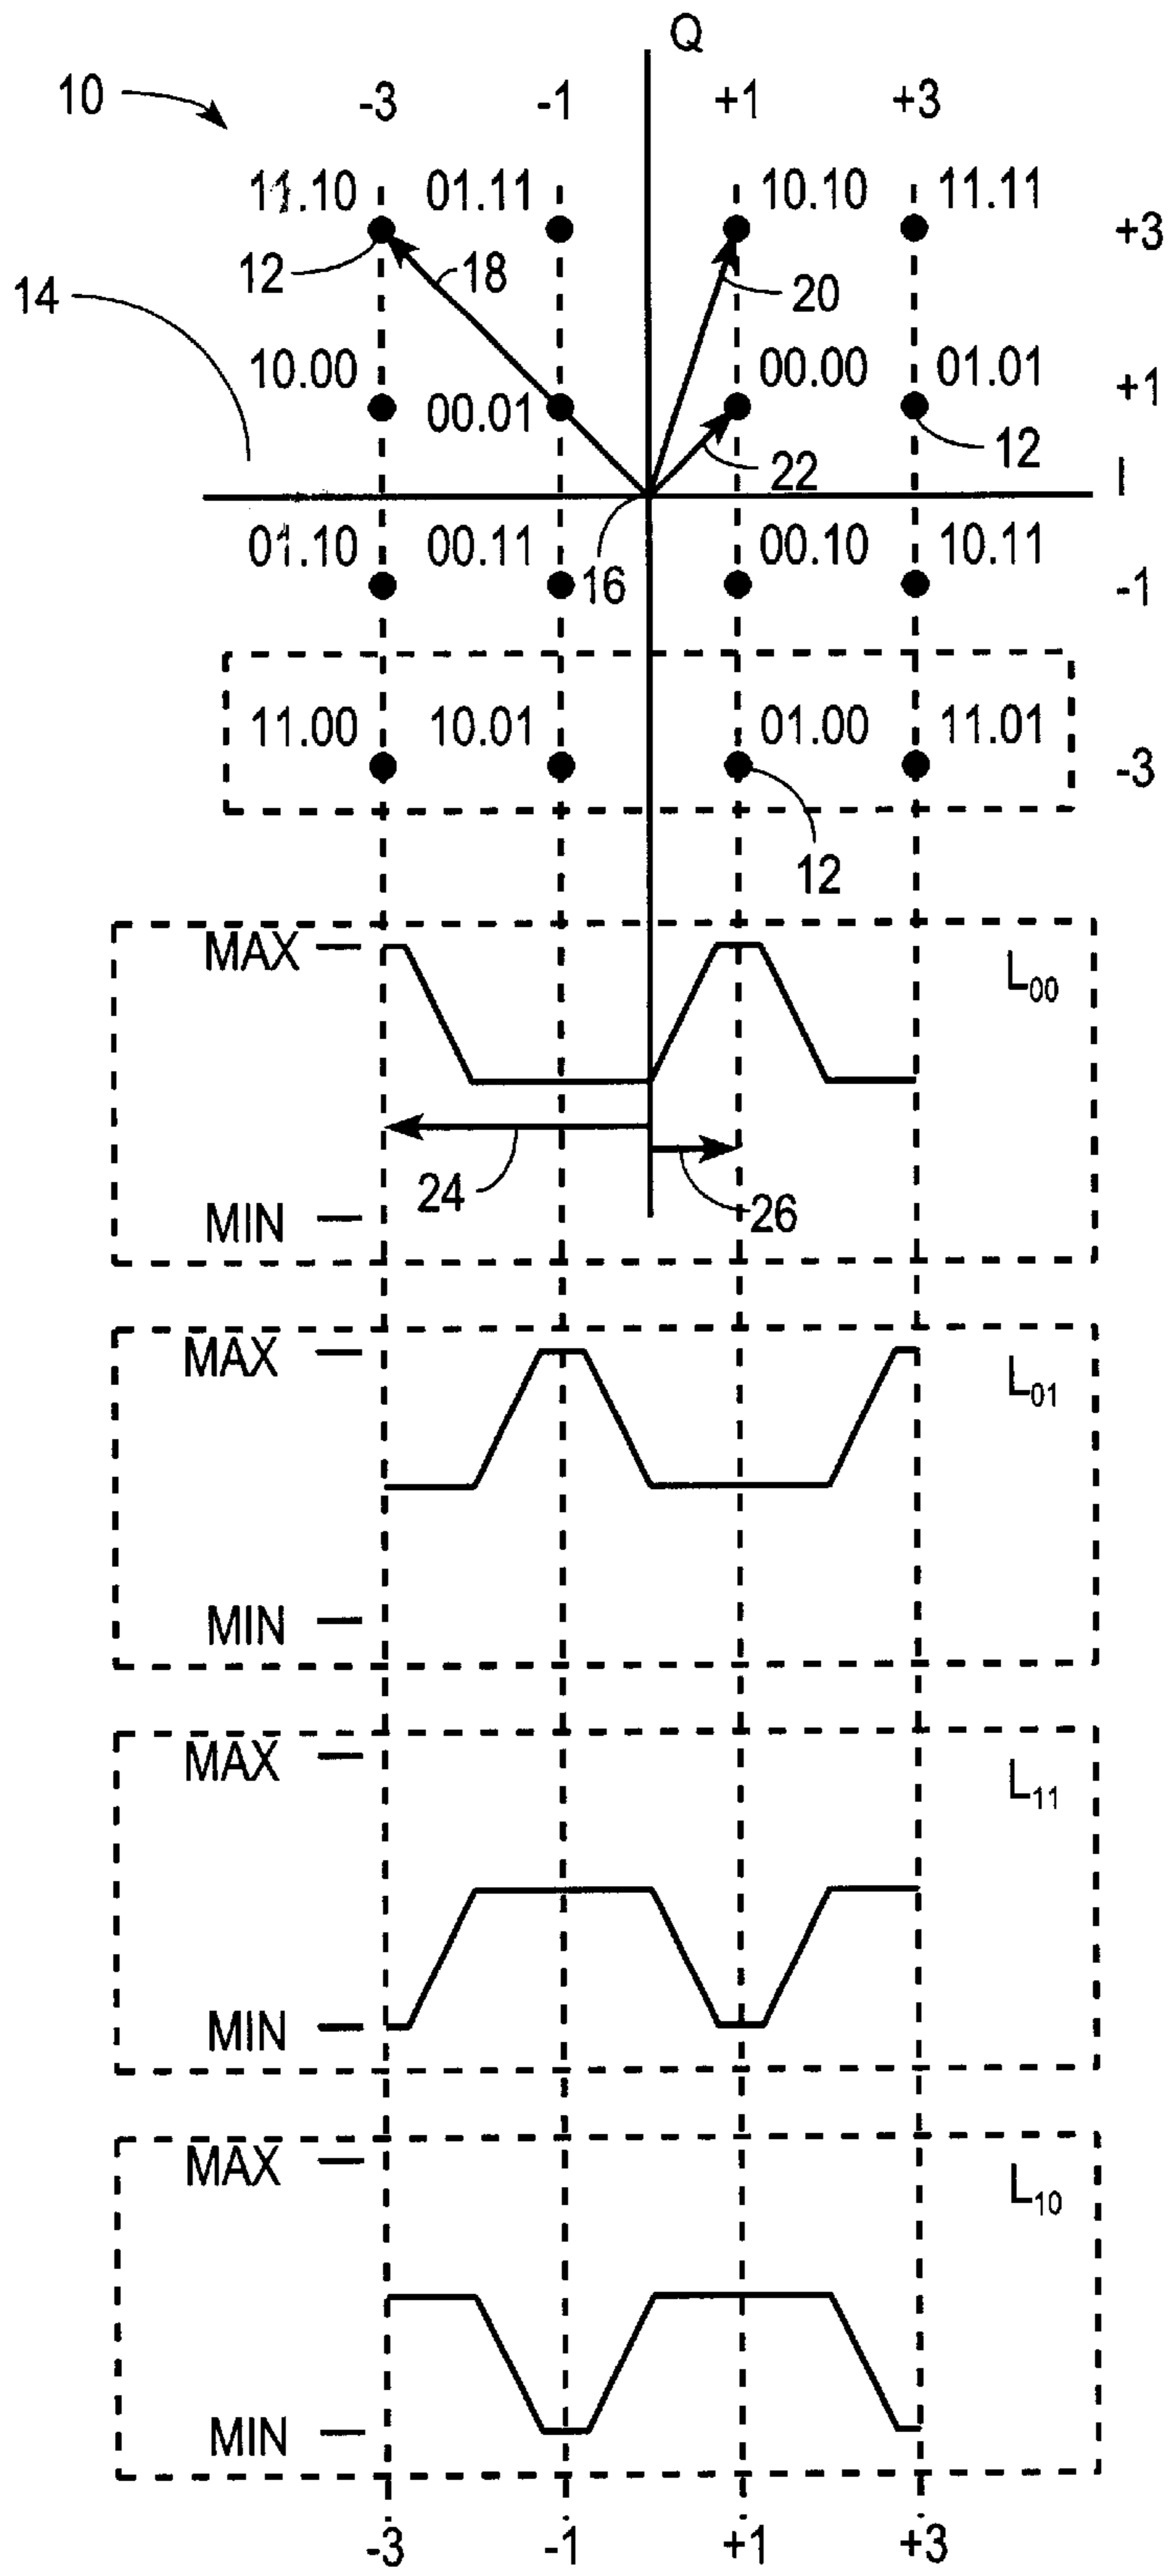 Q
10 -3 -1 +1 +3
11.10 01.11 10.10 11.11
+3
12 18 20
14
10.00 00.01 00.00 01.01
+1
22 12
I
01.10 00.11 00.10 10.11
16
-1
11.00 10.01 01.00 11.01
-3
12
MAX L00
24 26
MIN
MAX L01
MIN
MAX L11
MIN
MAX L10
MIN
-3 -1 +1 +3